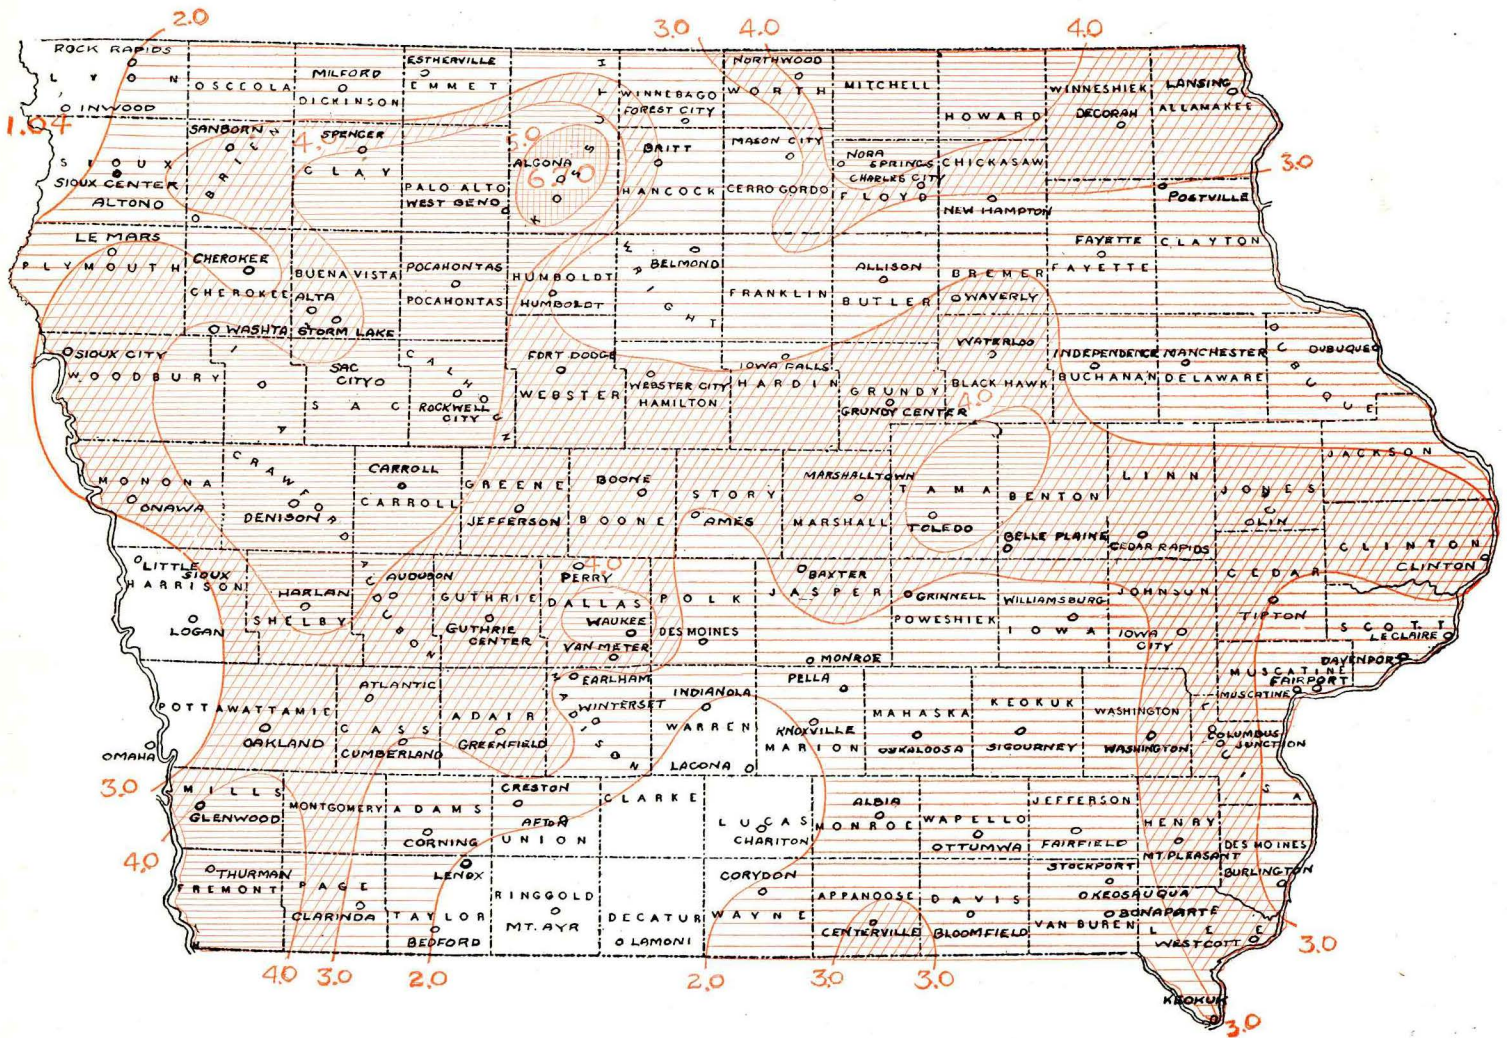 2.0
3.0
4.0
4.0
ROCK RAPIDS
LYON
INWOOD
1.04
OSCEOLA
MILFORD
DICKINSON
ESTHERVILLE
EMMET
WINNEBAGO
FOREST CITY
NORTHWOOD
WORTH
MITCHELL
HOWARD
WINNESHIEK
DECORAH
LANSING
ALLAMAKEE
SIOUX
SIOUX CENTER
ALTONO
SANBORN
BRIEN
4.0
SPENCER
CLAY
PALO ALTO
WEST BEND
5.0
ALGONA
6.70
BRITT
HANCOCK
MASON CITY
CERRO GORDO
NORA
SPRINGS
CHARLES CITY
FLOYD
CHICKASAW
NEW HAMPTON
3.0
POSTVILLE
LE MARS
PLYMOUTH
CHEROKEE
CHEROKEE
BUENA VISTA
ALTA
STORM LAKE
WASHTA
POCAHONTAS
POCAHONTAS
HUMBOLDT
HUMBOLDT
WRIGHT
BELMOND
FRANKLIN
ALLISON
BUTLER
BREMER
WAVERLY
FAYETTE
FAYETTE
CLAYTON
SIOUX CITY
WOODBURY
IDA
SAC
CITY
SAC
CALHOUN
ROCKWELL
CITY
FORT DODGE
WEBSTER
WEBSTER CITY
HAMILTON
IOWA FALLS
HARDIN
GRUNDY
GRUNDY CENTER
WATERLOO
BLACK HAWK
4.0
INDEPENDENCE
BUCHANAN
MANCHESTER
DELAWARE
DUBUQUE
DUBUQUE
MONONA
ONAWA
CRAWFORD
DENISON
CARROLL
CARROLL
GREENE
JEFFERSON
BOONE
BOONE
STORY
AMES
MARSHALLTOWN
MARSHALL
TAMA
TOLEDO
BENTON
BELLE PLAINE
LINN
CEDAR RAPIDS
JONES
OLIN
JACKSON
CLINTON
CLINTON
LITTLE
SIOUX
HARRISON
LOGAN
HARLAN
SHELBY
AUDUBON
AUDUBON
GUTHRIE
GUTHRIE
CENTER
4.0
PERRY
DALLAS
WAUKEE
VAN METER
POLK
DES MOINES
BAXTER
JASPER
MONROE
GRINNELL
POWESHIEK
WILLIAMSBURG
IOWA
JOHNSON
IOWA
CITY
CEDAR
TIPTON
SCOTT
LECLAIRE
DAVENPORT
MUSCATINE
FAIRPORT
MUSCATINE
POTTAWATTAMIE
OAKLAND
OMAHA
ATLANTIC
CASS
CUMBERLAND
ADAIR
GREENFIELD
MADISON
EARLHAM
WINTERSET
INDIANOLA
WARREN
LACONA
PELLA
KNOXVILLE
MARION
MAHASKA
OSKALOOSA
KEOKUK
SIGOURNEY
WASHINGTON
WASHINGTON
COLUMBUS
JUNCTION
LOUISA
3.0
MILLS
GLENWOOD
MONTGOMERY
ADAMS
CORNING
CRESTON
AFTON
UNION
CLARKE
LUCAS
CHARITON
ALBIA
MONROE
WAPELLO
OTTUMWA
JEFFERSON
FAIRFIELD
HENRY
MT. PLEASANT
DES MOINES
BURLINGTON
4.0
THURMAN
FREMONT
PAGE
CLARINDA
LENOX
TAYLOR
BEDFORD
RINGGOLD
MT. AYR
DECATUR
LAMONI
CORYDON
WAYNE
APPANOOSE
CENTERVILLE
DAVIS
BLOOMFIELD
STOCKPORT
KEOSAUQUA
BONAPARTE
VAN BUREN
LEE
WESTCOTT
3.0
4.0
3.0
2.0
2.0
3.0
3.0
KEOKUK
3.0